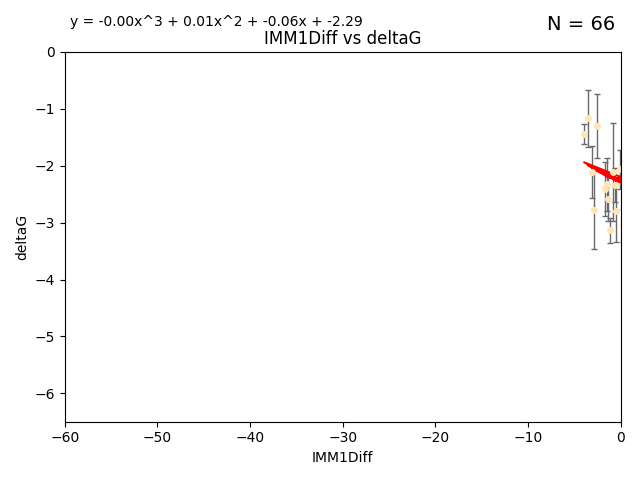 y = -0.00x^3 + 0.01x^2 + -0.06x + -2.29
N = 66
IMM1Diff vs deltaG
0
−1
−2
−3
−4
−5
−6
deltaG
−60 −50 −40 −30 −20 −10 0
IMM1Diff